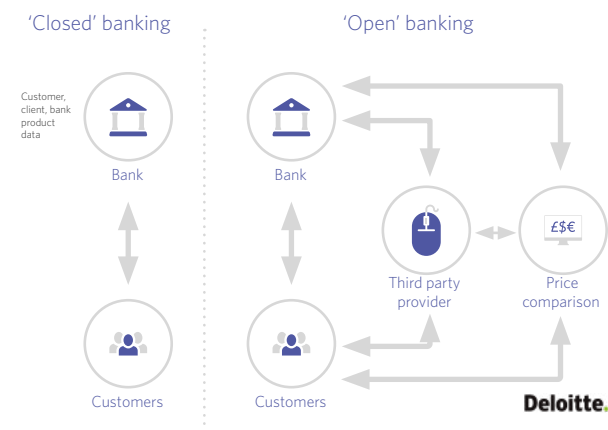 ‘Closed’ banking
‘Open’ banking
Customer,
client, bank
product
data
Bank
Customers
Bank
Customers
Third party
provider
£$€
Price
comparison
Deloitte.